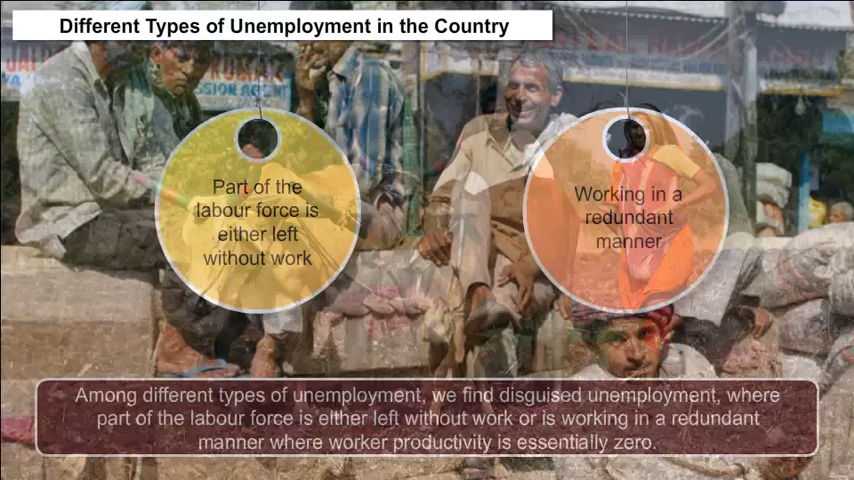 Different Types of Unemployment in the Country
SSION AGENT
Part of the
labour force is
either left
without work
Working in a
redundant
manner
Among different types of unemployment, we find disguised unemployment, where
part of the labour force is either left without work or is working in a redundant
manner where worker productivity is essentially zero.